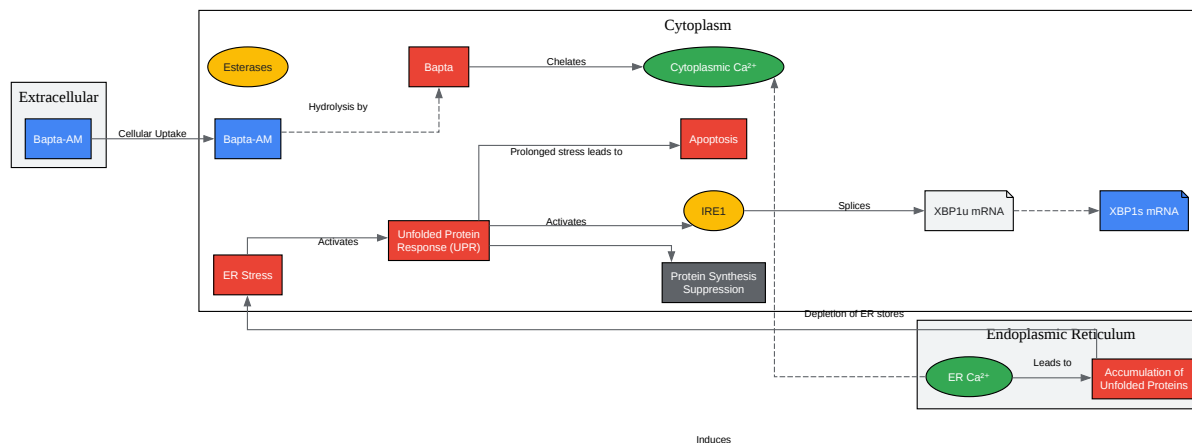 Cytoplasm
Esterases
Bapta
Chelates
Cytoplasmic Ca²⁺
Extracellular
Hydrolysis by
Bapta-AM
Cellular Uptake
Bapta-AM
Apoptosis
Prolonged stress leads to
IRE1
Splices
XBP1u mRNA
XBP1s mRNA
Activates
Unfolded Protein
Response (UPR)
Activates
ER Stress
Protein Synthesis
Suppression
Depletion of ER stores
Endoplasmic Reticulum
Leads to
ER Ca²⁺
Accumulation of
Unfolded Proteins
Induces